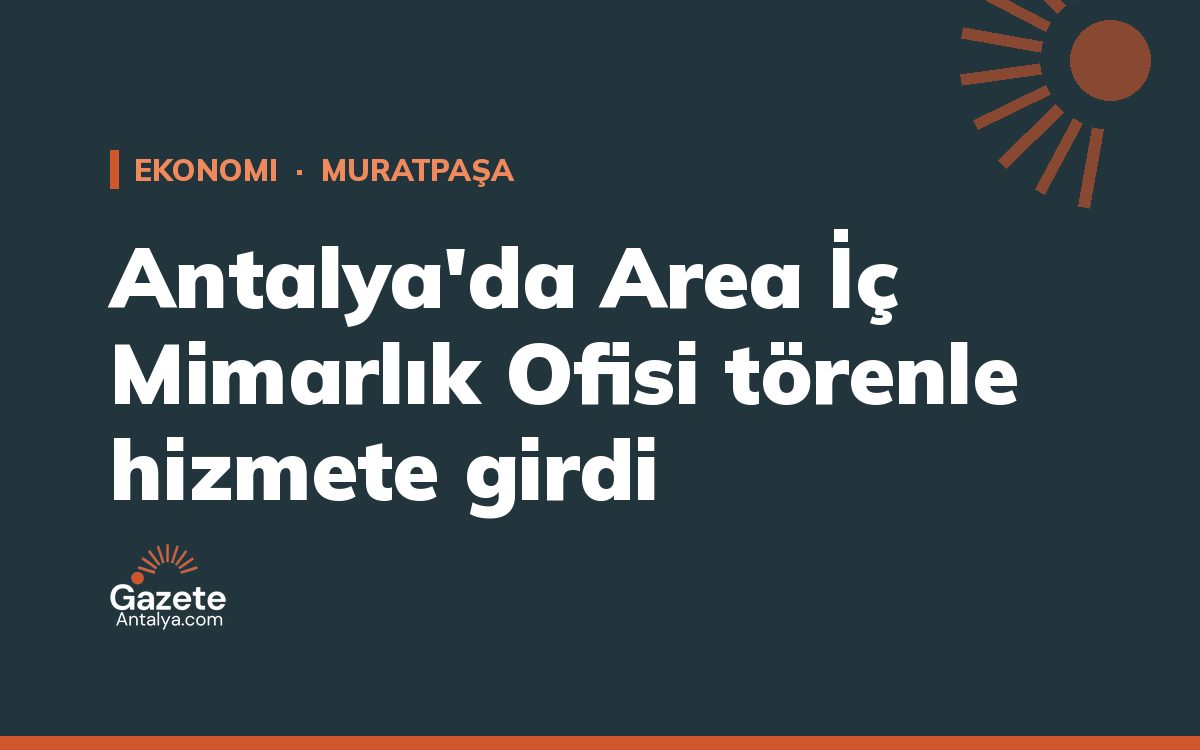 EKONOMI · MURATPAŞA
Antalya'da Area İç
Mimarlık Ofisi törenle
hizmete girdi
Gazete
Antalya.com